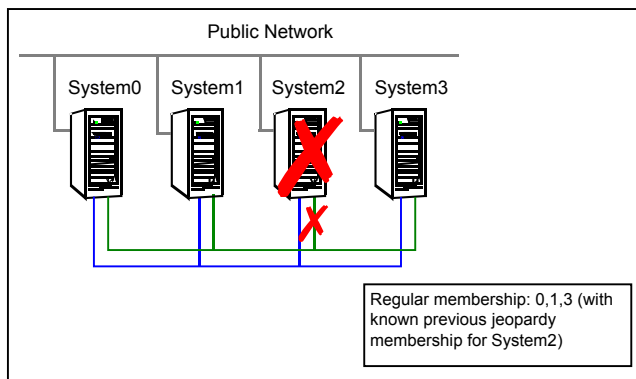 Public Network
System0 System1 System2 System3
Regular membership: 0,1,3 (with
known previous jeopardy
membership for System2)